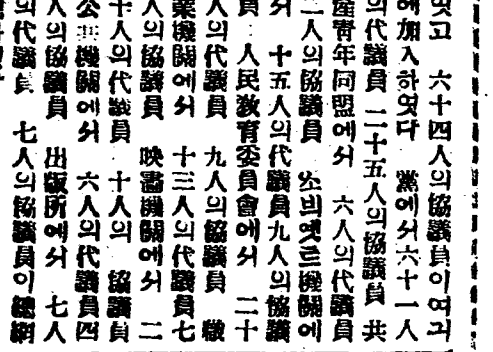 엿고 六十四人의協議員이여긔
에加入하엿다 黨에서六十一人
의代議員 二十五人의協議員 共
産靑年同盟에서 六人의代議員
二人의協議員 쏘븨옛트機關에
서 十五人의代議員九人의協議
員 人民敎育委員會에서 二十
人의代議員 九人의協議員
業機關에서 十三人의代議員七
人의協議員 映畵機關에서 二
十人의代議員 十人의 協議員
公共機關에서 六人의代議員四
人의協議員 出版所에서 七人
의代議員 七人의協議員이總